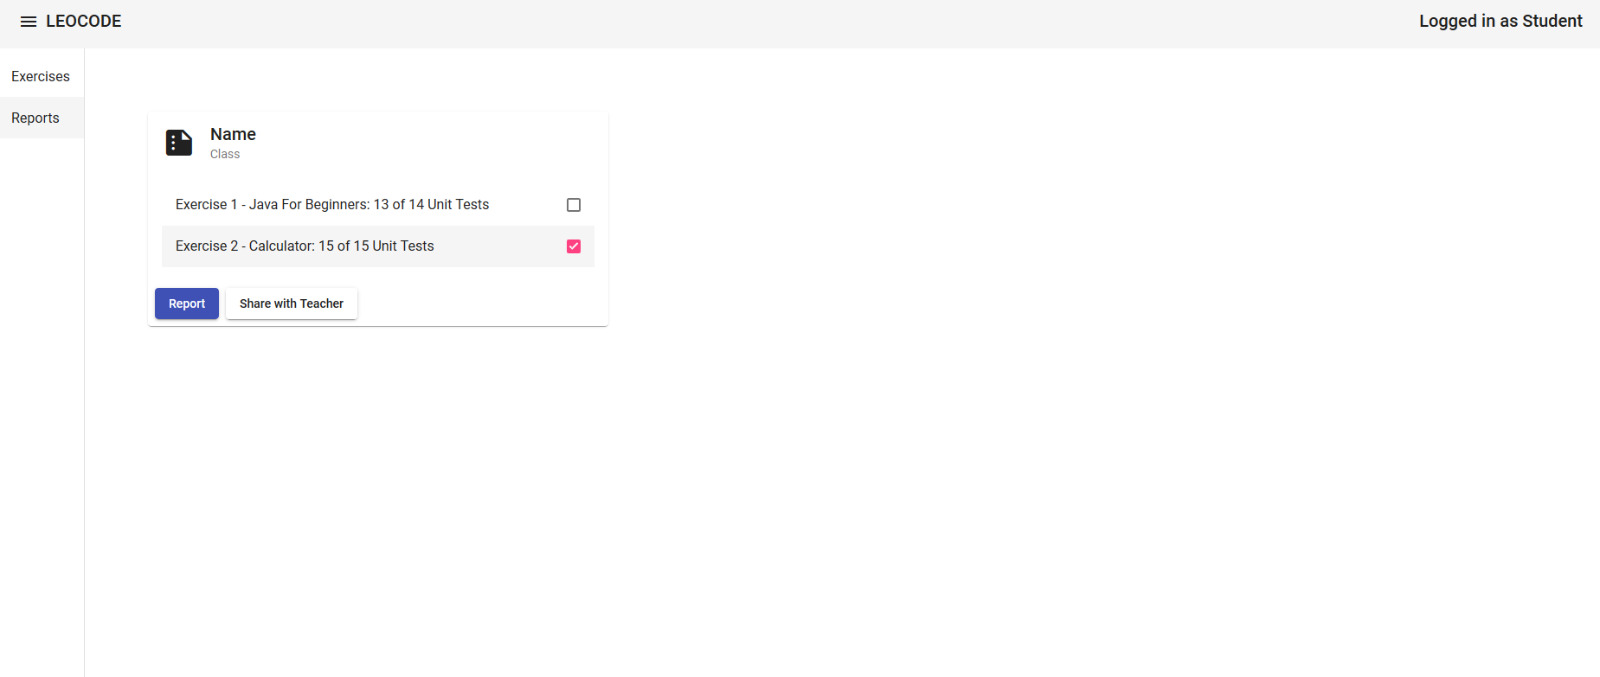 LEOCODE
Logged in as Student
Exercises
Reports
Name
Class
Exercise 1 - Java For Beginners: 13 of 14 Unit Tests
Exercise 2 - Calculator: 15 of 15 Unit Tests
Report
Share with Teacher